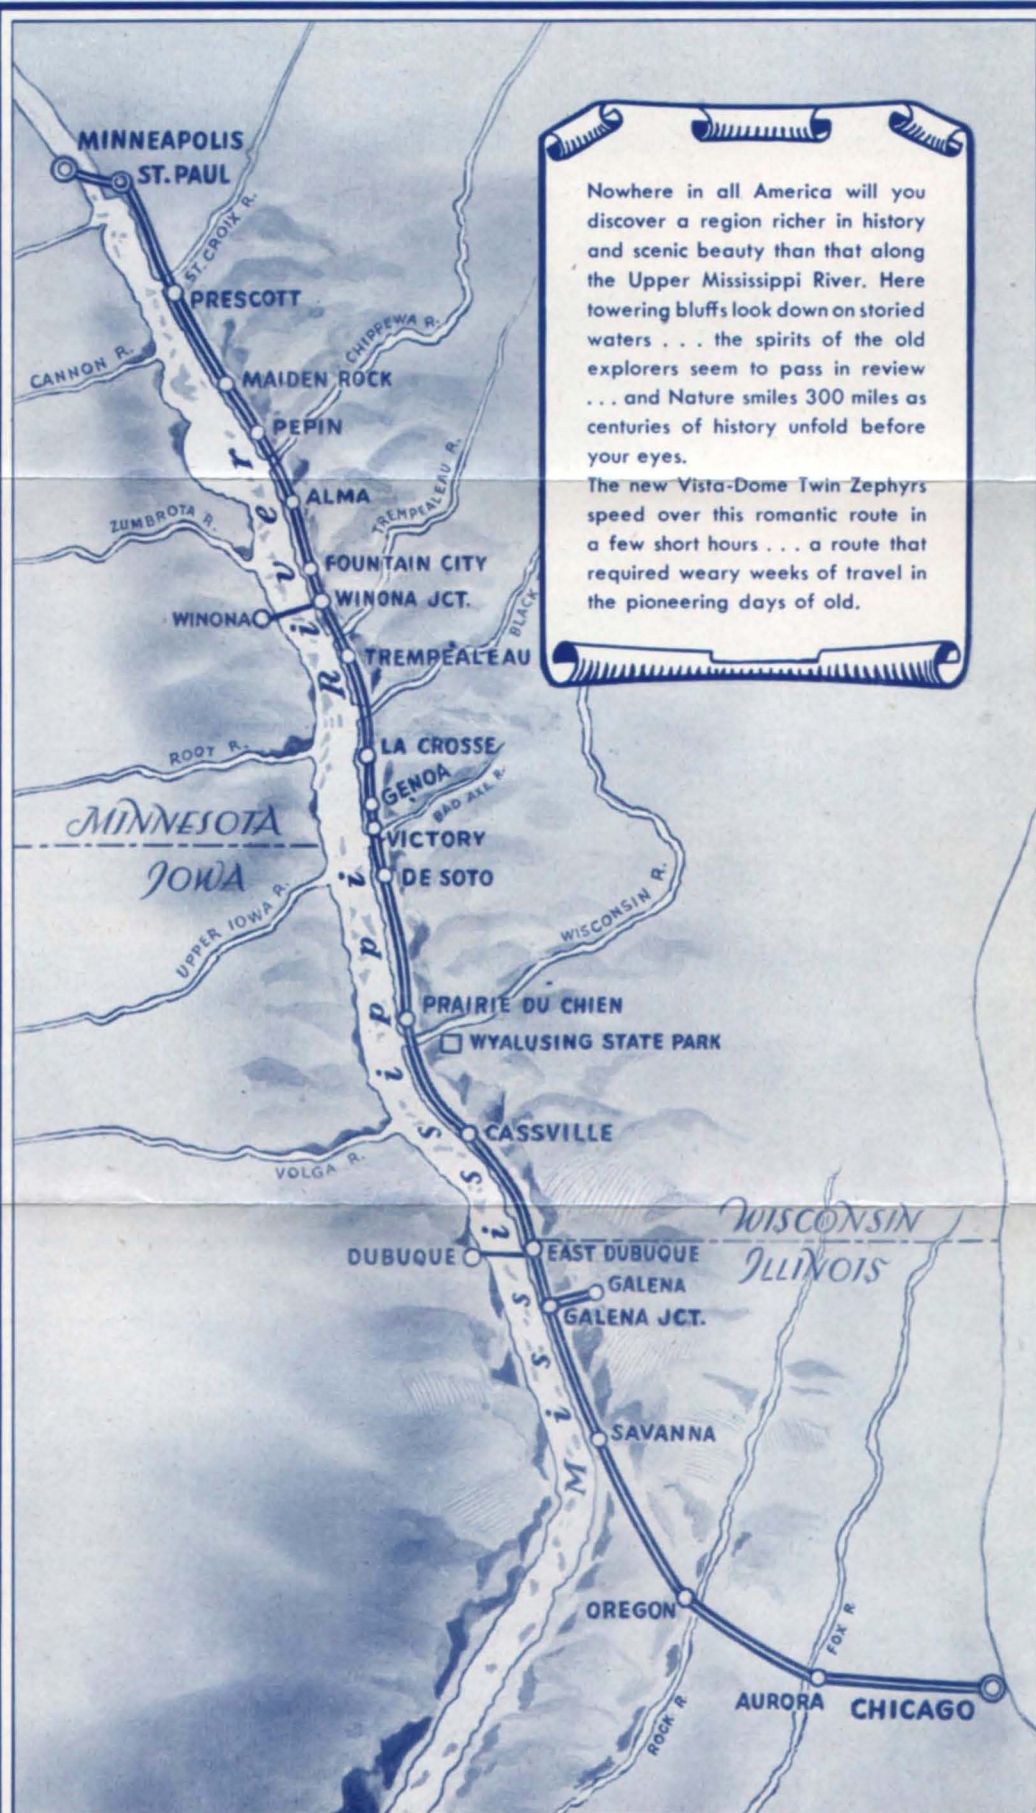 MINNEAPOLIS
ST. PAUL
ST. CROIX R.
PRESCOTT
CHIPPEWA R.
CANNON R.
MAIDEN ROCK
PEPIN
Nowhere in all America will you
discover a region richer in history
and scenic beauty than that along
the Upper Mississippi River. Here
towering bluffs look down on storied
waters . . . the spirits of the old
explorers seem to pass in review
. . . and Nature smiles 300 miles as
centuries of history unfold before
your eyes.
The new Vista-Dome Twin Zephyrs
speed over this romantic route in
a few short hours . . . a route that
required weary weeks of travel in
the pioneering days of old.
ALMA
TREMPEALEAU R.
ZUMBROTA R.
FOUNTAIN CITY
WINONA JCT.
WINONA
BLACK
TREMPEALEAU
LA CROSSE
ROOT R.
GENOA
BAD AXE R.
MINNESOTA
VICTORY
IOWA
DE SOTO
UPPER IOWA R.
WISCONSIN R.
PRAIRIE DU CHIEN
WYALUSING STATE PARK
CASSVILLE
VOLGA R.
Mississippi River
WISCONSIN
DUBUQUE
EAST DUBUQUE
ILLINOIS
GALENA
GALENA JCT.
SAVANNA
OREGON
FOX R.
AURORA
CHICAGO
ROCK R.